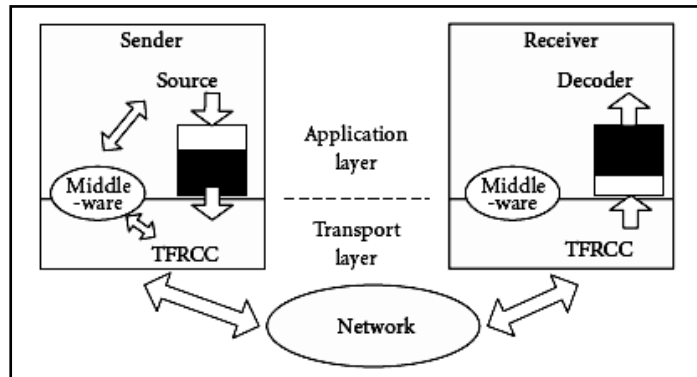 Sender
Source
Middle
-ware
TFRCC
Application
layer
Transport
layer
Network
Receiver
Decoder
Middle
-ware
TFRCC